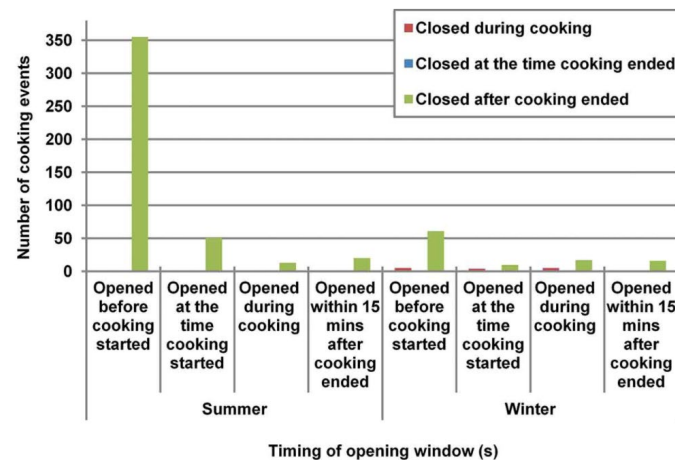 Number of cooking events
350
300
250
200
150
100
50
0
Closed during cooking
Closed at the time cooking ended
Closed after cooking ended
Opened
before
cooking
started
Opened
at the
time
cooking
started
Opened
during
cooking
Opened
within 15
mins
after
cooking
ended
Opened
before
cooking
started
Opened
at the
time
cooking
started
Opened
during
cooking
Opened
within 15
mins
after
cooking
ended
Summer
Winter
Timing of opening window (s)